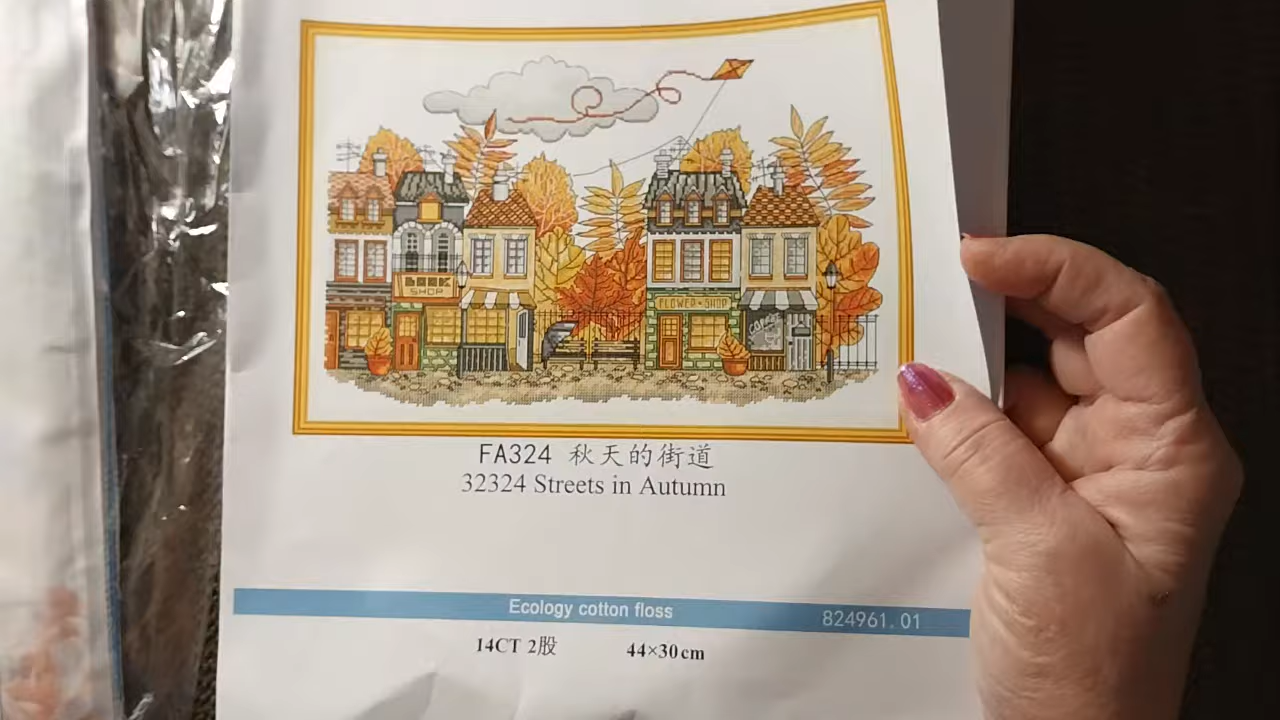 BOOK
SHOP
FLOWER • SHOP
FA324 秋天的街道
32324 Streets in Autumn
Ecology cotton floss 824961.01
14CT 2股 44×30cm